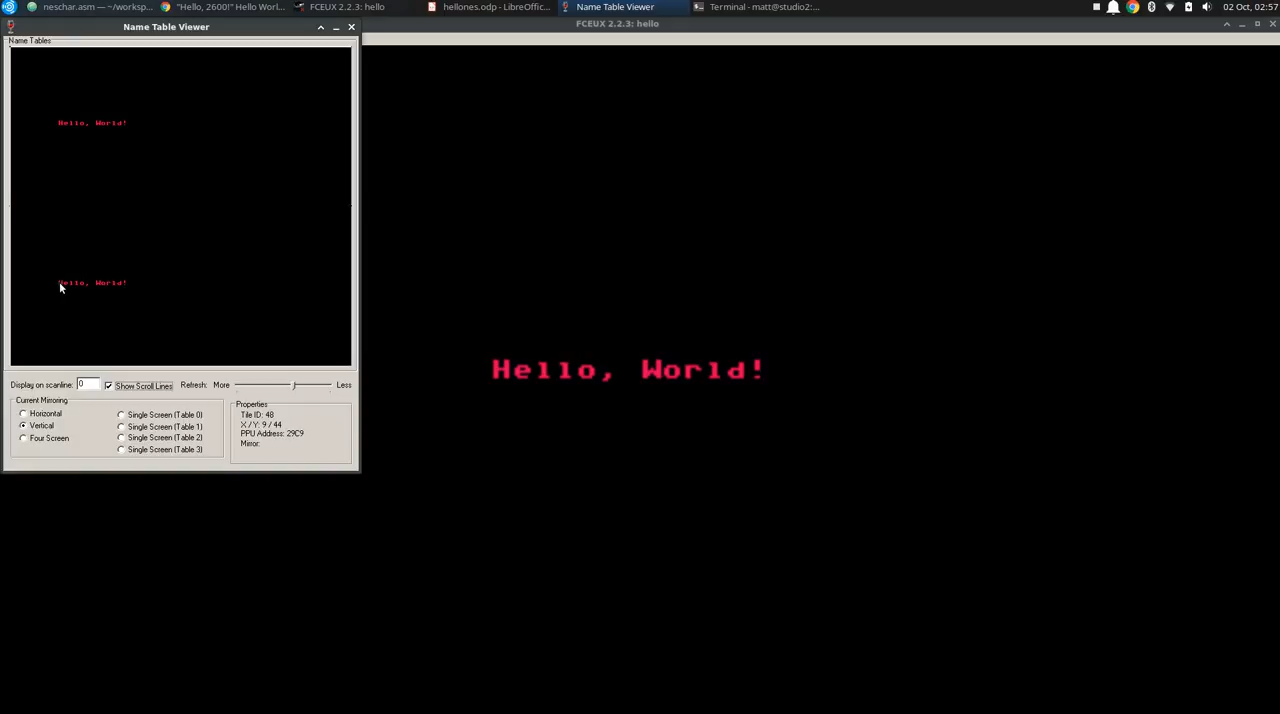 neschar.asm — ~/worksp...
"Hello, 2600!" Hello Worl...
FCEUX 2.2.3: hello
hellones.odp - LibreOffic...
Name Table Viewer
Terminal - matt@studio2:...
02 Oct, 02:57
Name Table Viewer
FCEUX 2.2.3: hello
Name Tables
Hello, World!
Hello, World!
Hello, World!
Display on scanline: 0
Show Scroll Lines
Refresh: More Less
Current Mirroring
Horizontal
Vertical
Four Screen
Single Screen (Table 0)
Single Screen (Table 1)
Single Screen (Table 2)
Single Screen (Table 3)
Properties
Tile ID: 48
X / Y: 9 / 44
PPU Address: 29C9
Mirror: